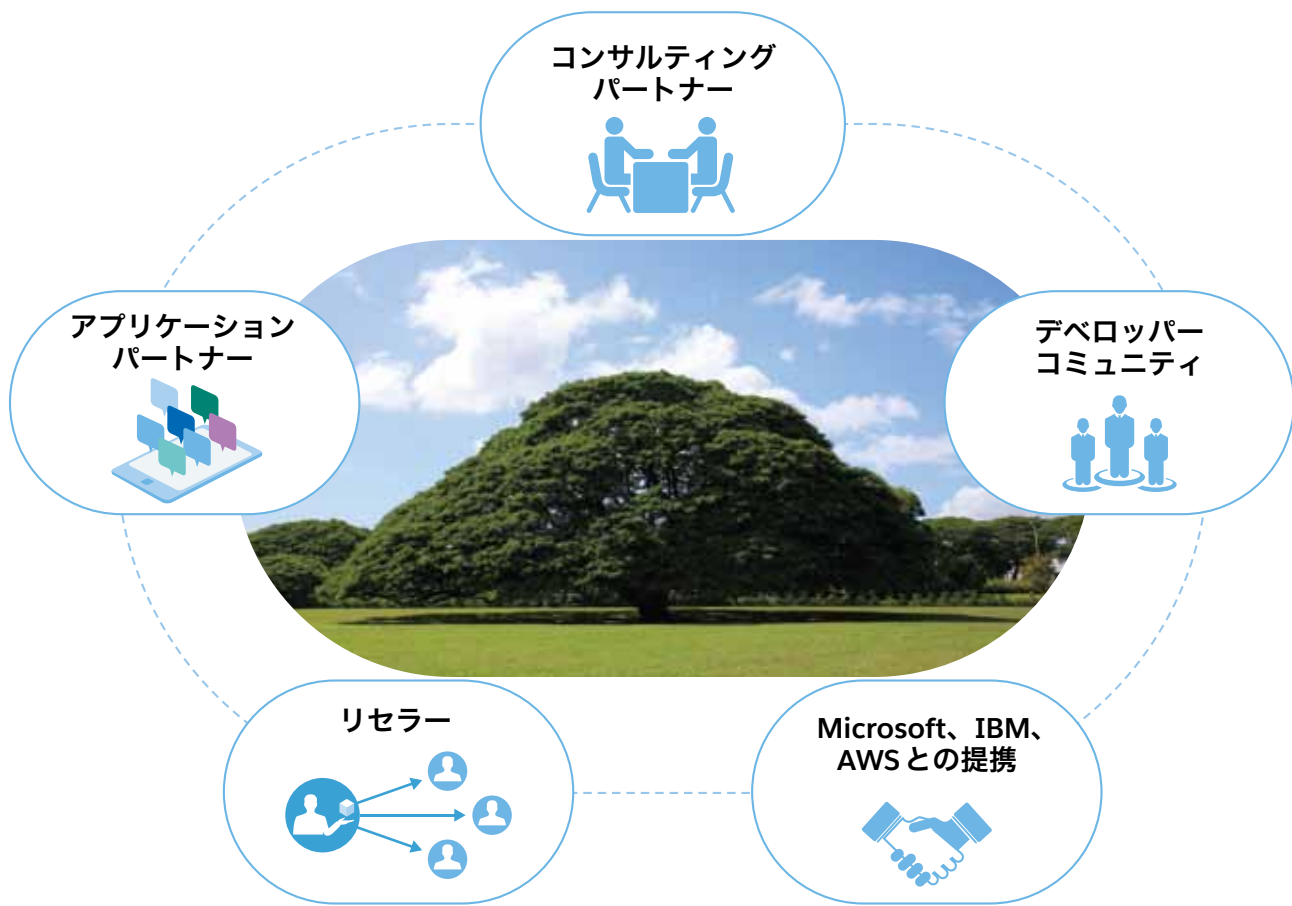 コンサルティング
パートナー
アプリケーション
パートナー
デベロッパー
コミュニティ
リセラー
Microsoft、IBM、
AWSとの提携